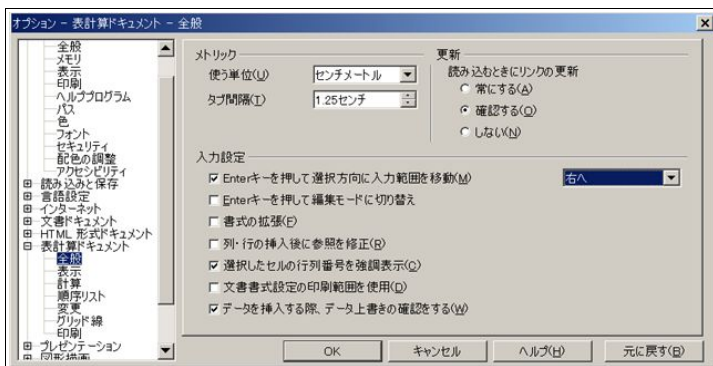 オプション - 表計算ドキュメント - 全般
全般
メモリ
表示
印刷
ヘルププログラム
パス
色
フォント
セキュリティ
配色の調整
アクセシビリティ
読み込みと保存
言語設定
インターネット
文書ドキュメント
HTML 形式ドキュメント
表計算ドキュメント
全般
表示
計算
順序リスト
変更
グリッド線
印刷
プレゼンテーション
図形描画
メトリック
使う単位(U)
センチメートル
タブ間隔(T)
1.25センチ
更新
読み込むときにリンクの更新
常にする(A)
確認する(O)
しない(N)
入力設定
Enterキーを押して選択方向に入力範囲を移動(M)
右へ
Enterキーを押して編集モードに切り替え
書式の拡張(F)
列・行の挿入後に参照を修正(R)
選択したセルの行列番号を強調表示(C)
文書書式設定の印刷範囲を使用(D)
データを挿入する際、データ上書きの確認をする(W)
OK
キャンセル
ヘルプ(H)
元に戻す(B)